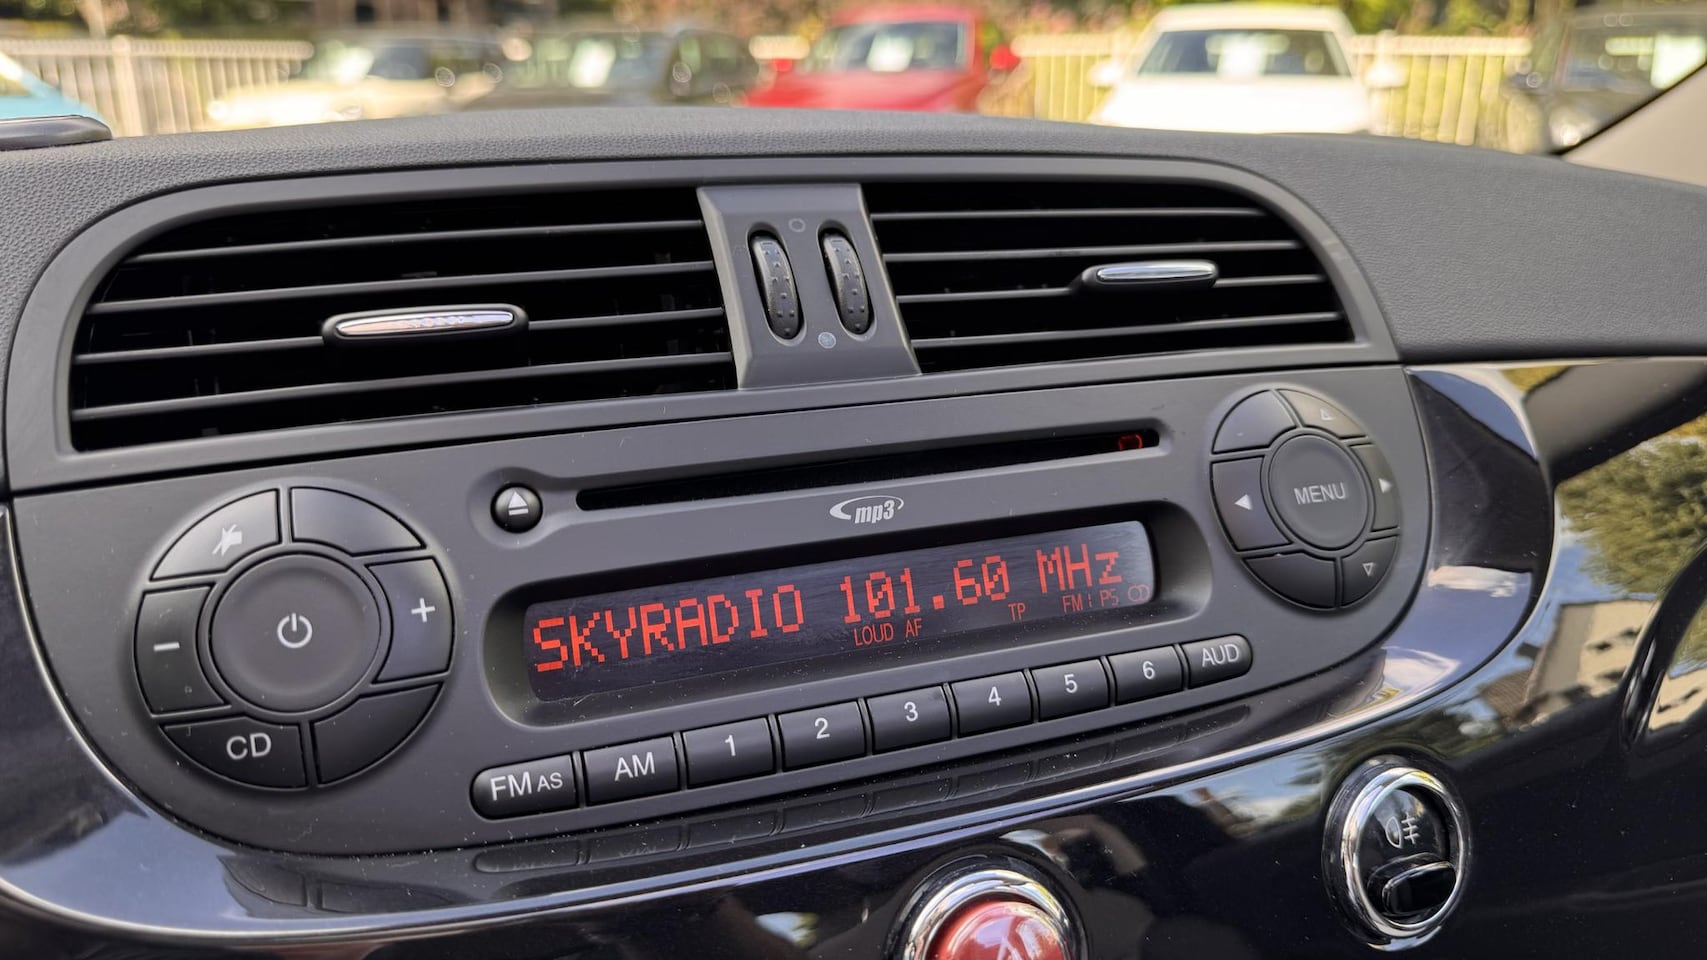 mp3
MENU
SKYRADIO 101.60 MHz
LOUD AF TP FM1 PS CD
CD
FM AS AM 1 2 3 4 5 6 AUD